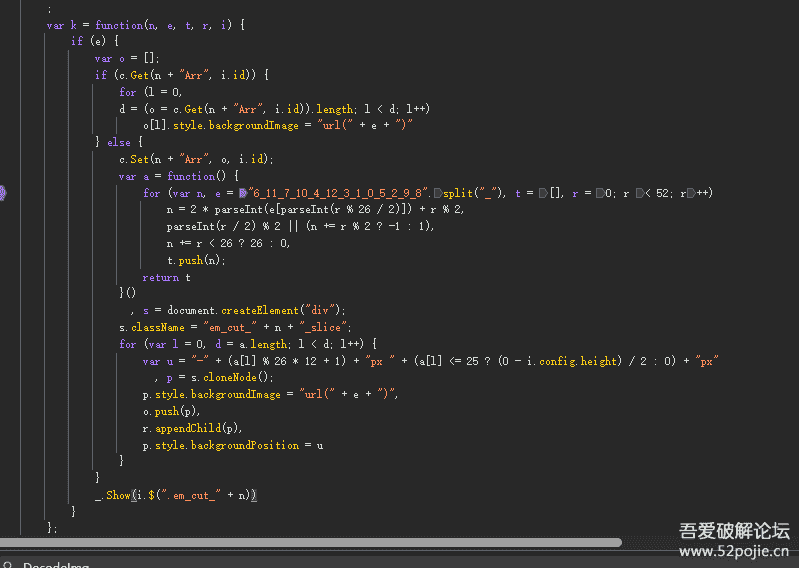 ;
var k = function(n, e, t, r, i) {
if (e) {
var o = [];
if (c.Get(n + "Arr", i.id)) {
for (l = 0,
d = (o = c.Get(n + "Arr", i.id)).length; l < d; l++)
o[l].style.backgroundImage = "url(" + e + ")"
} else {
c.Set(n + "Arr", o, i.id);
var a = function() {
for (var n, e = "6_11_7_10_4_12_3_1_0_5_2_9_8".split("_"), t = [], r = 0; r < 52; r++)
n = 2 * parseInt(e[parseInt(r % 26 / 2)]) + r % 2,
parseInt(r / 2) % 2 || (n += r % 2 ? -1 : 1),
n += r < 26 ? 26 : 0,
t.push(n);
return t
}()
, s = document.createElement("div");
s.className = "em_cut_" + n + "_slice";
for (var l = 0, d = a.length; l < d; l++) {
var u = "-" + (a[l] % 26 * 12 + 1) + "px " + (a[l] <= 25 ? (0 - i.config.height) / 2 : 0) + "px"
, p = s.cloneNode();
p.style.backgroundImage = "url(" + e + ")",
o.push(p),
r.appendChild(p),
p.style.backgroundPosition = u
}
}
_.Show(i.$(".em_cut_" + n))
}
};
吾爱破解论坛
www.52pojie.cn
DecodeImg